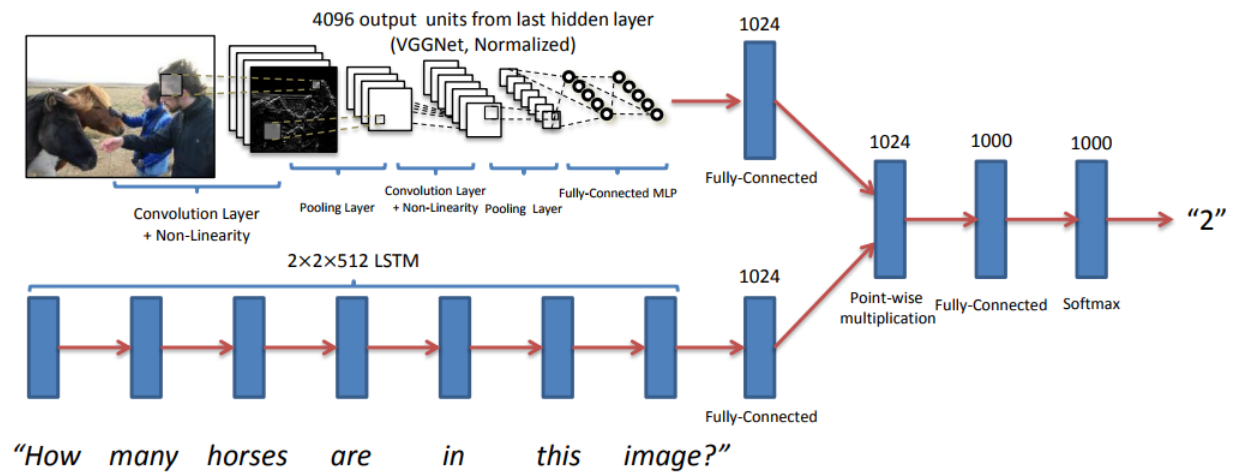 4096 output units from last hidden layer
(VGGNet, Normalized)
1024
Convolution Layer
+ Non-Linearity
Pooling Layer
Convolution Layer
+ Non-Linearity
Pooling Layer
Fully-Connected MLP
Fully-Connected
1024
1000
1000
“2”
Point-wise
multiplication
Fully-Connected
Softmax
2×2×512 LSTM
1024
Fully-Connected
“How many horses are in this image?”